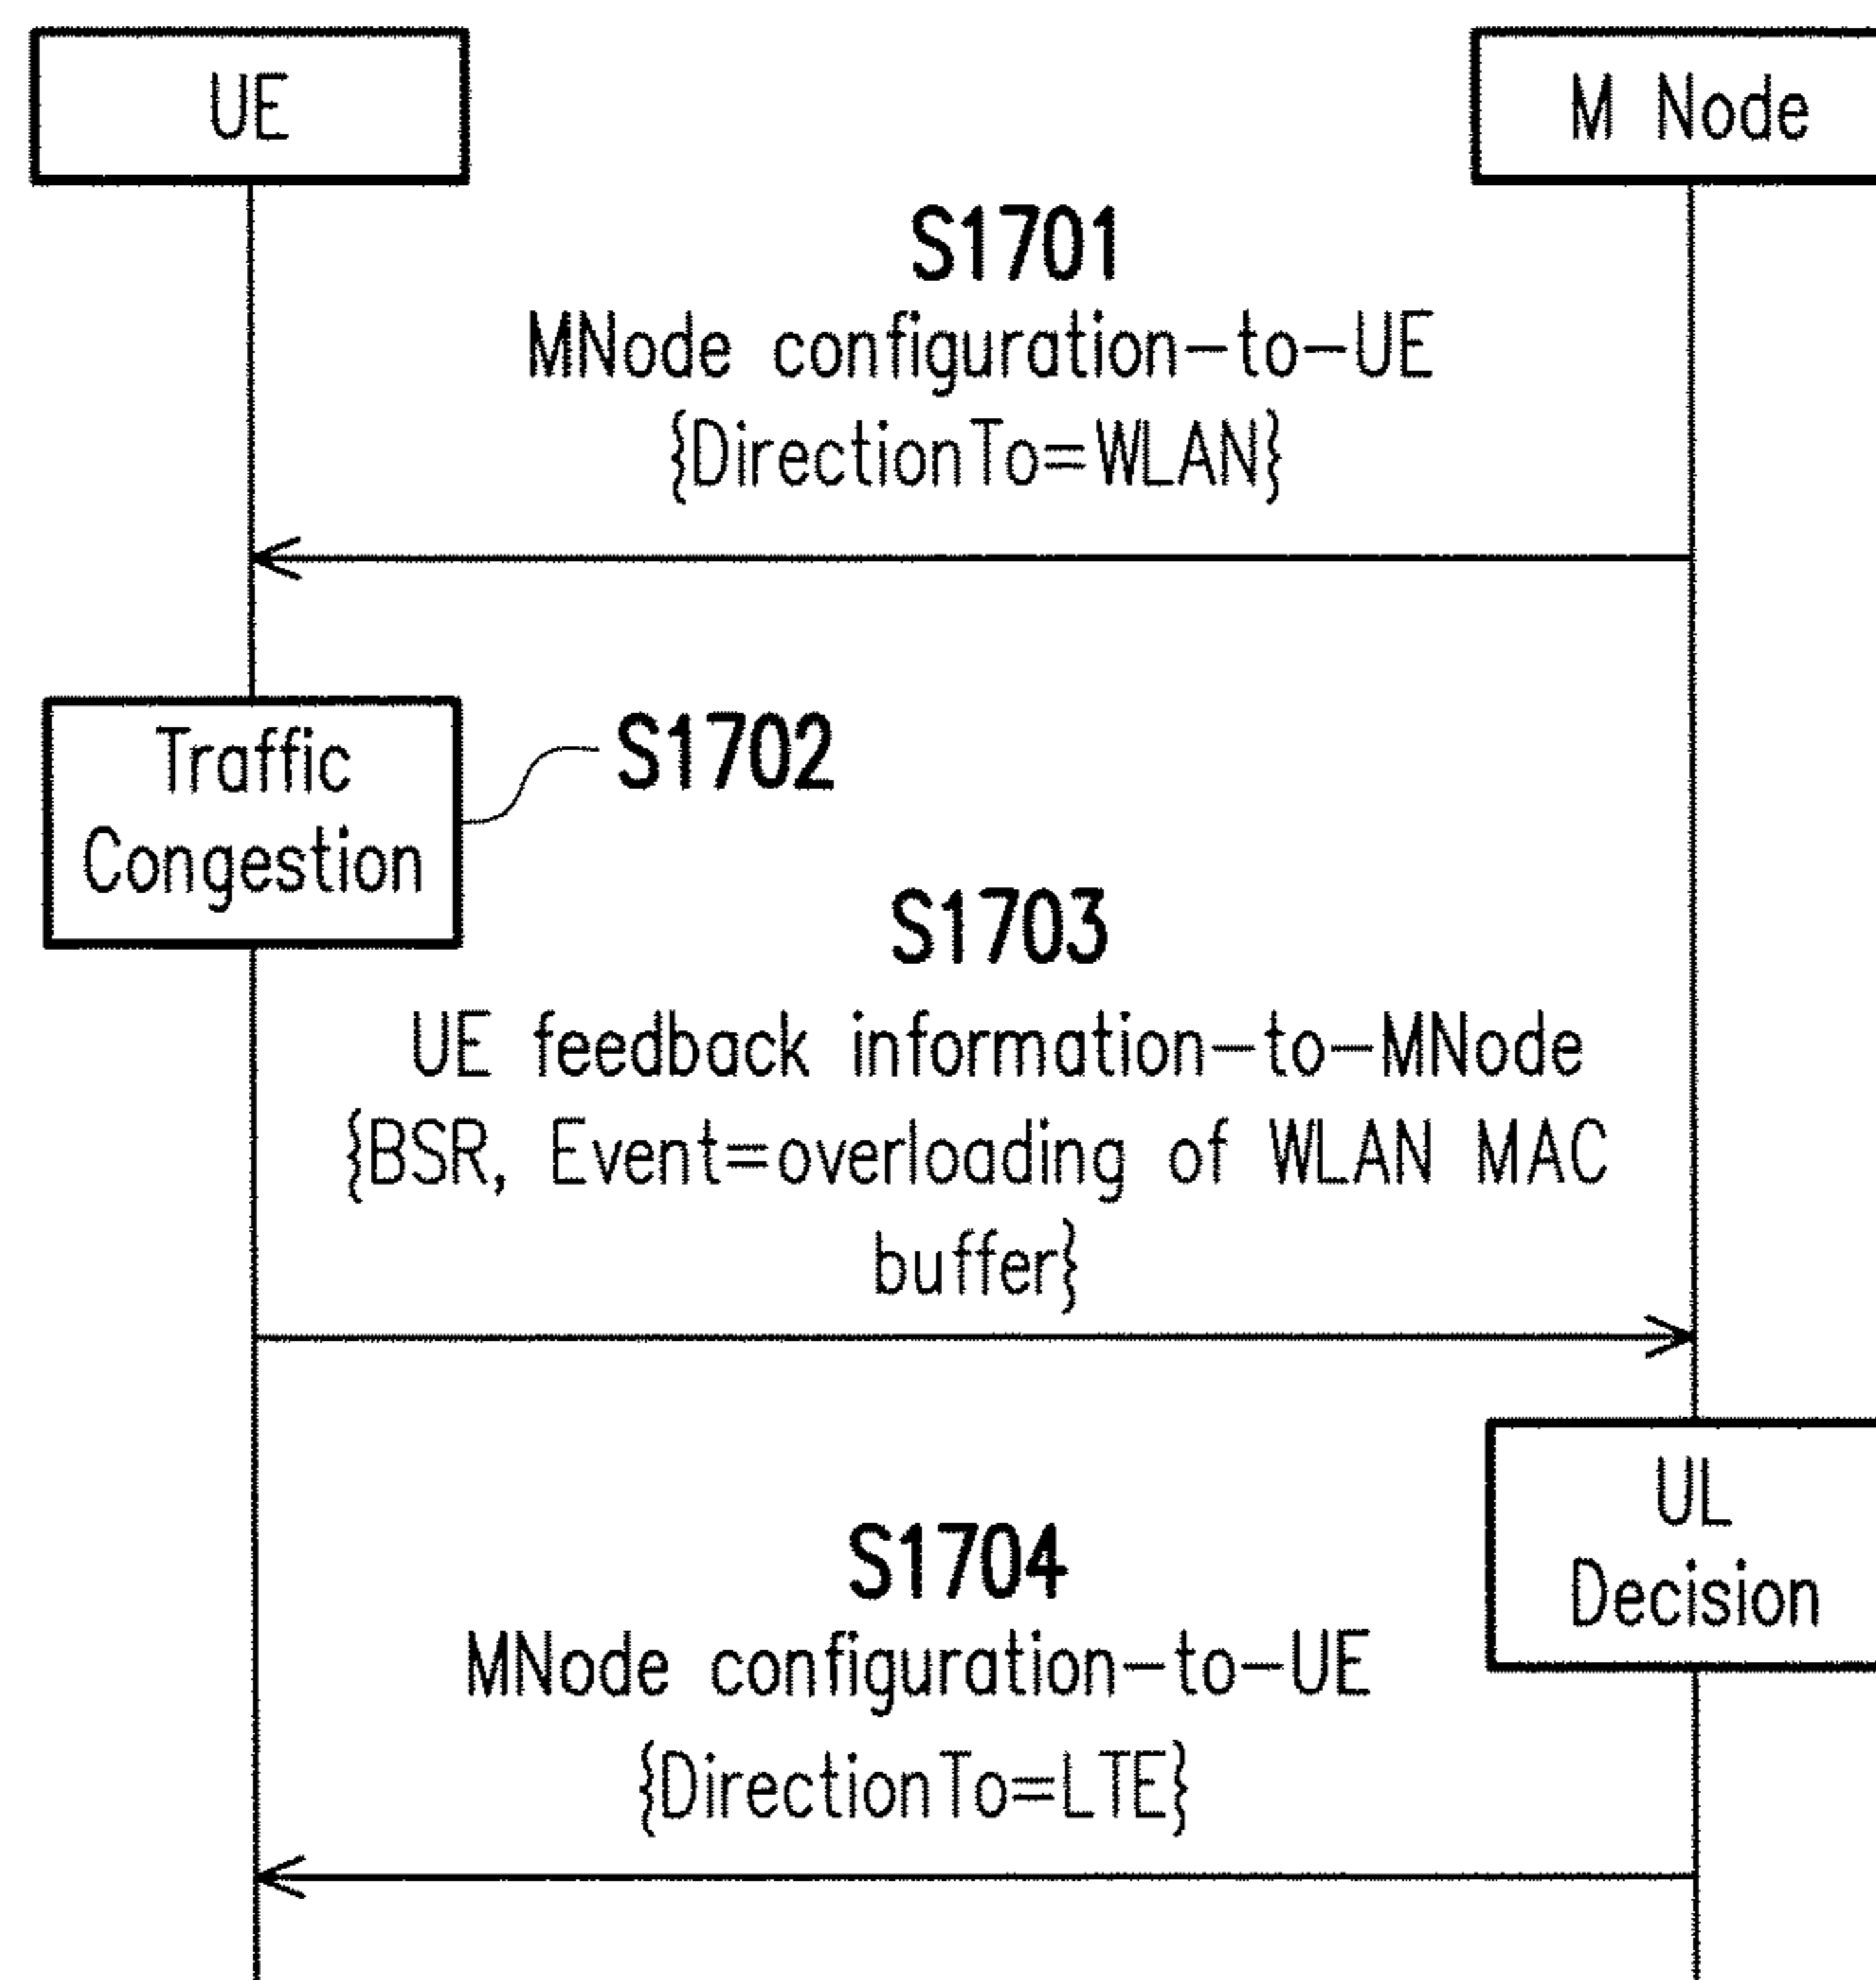 UE
M Node
S1701
MNode configuration-to-UE
{DirectionTo=WLAN}
Traffic
Congestion
S1702
S1703
UE feedback information-to-MNode
{BSR, Event=overloading of WLAN MAC
buffer}
UL
Decision
S1704
MNode configuration-to-UE
{DirectionTo=LTE}